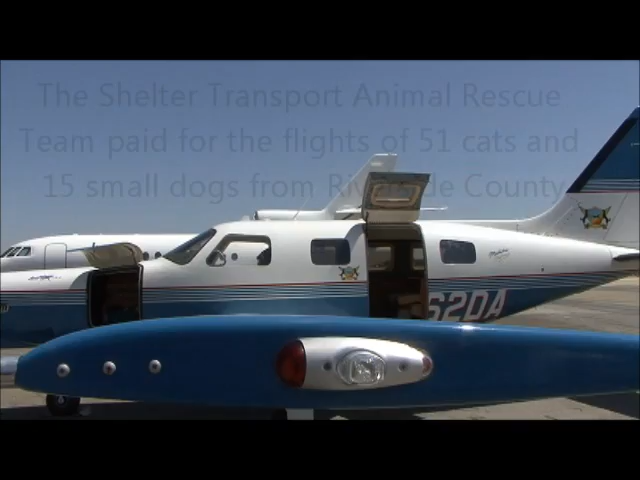 The Shelter Transport Animal Rescue
Team paid for the flights of 51 cats and
15 small dogs from Riverside County
62DA